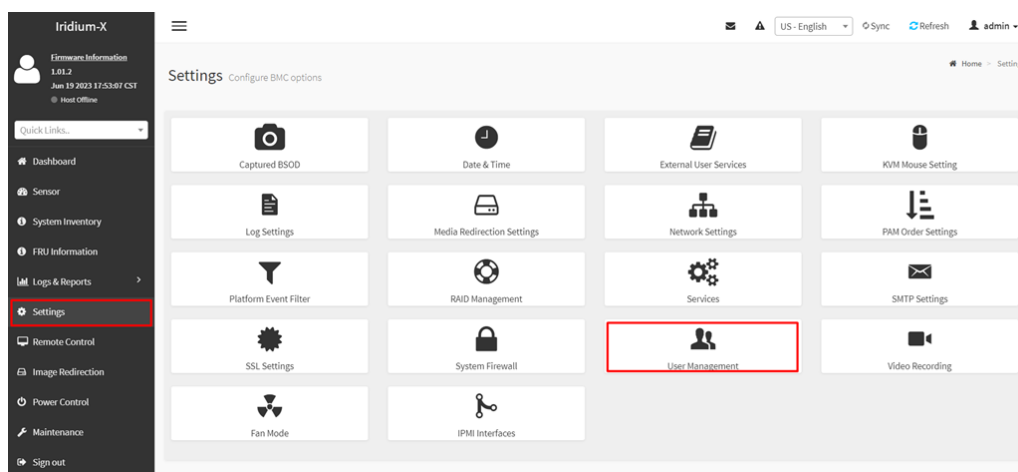 Iridium-X
US - English
Sync
Refresh
admin
Firmware Information
1.01.2
Jun 19 2023 17:53:07 CST
Host Offline
Settings Configure BMC options
Home > Settin
Quick Links..
Dashboard
Sensor
System Inventory
FRU Information
Logs & Reports
Settings
Remote Control
Image Redirection
Power Control
Maintenance
Sign out
Captured BSOD
Date & Time
External User Services
KVM Mouse Setting
Log Settings
Media Redirection Settings
Network Settings
PAM Order Settings
Platform Event Filter
RAID Management
Services
SMTP Settings
SSL Settings
System Firewall
User Management
Video Recording
Fan Mode
IPMI Interfaces